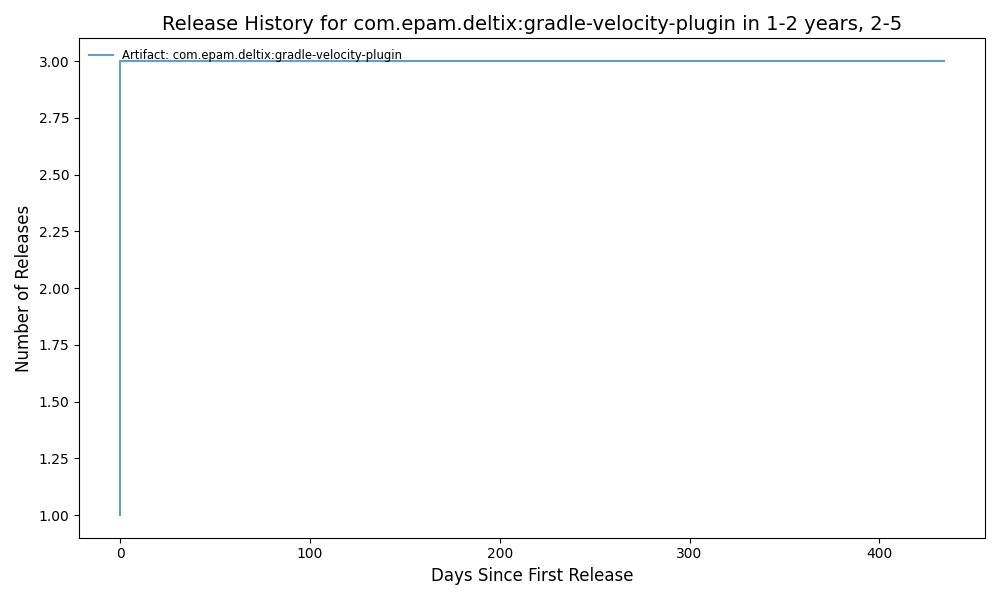 Release History for com.epam.deltix:gradle-velocity-plugin in 1-2 years, 2-5
Artifact: com.epam.deltix:gradle-velocity-plugin
3.00
2.75
2.50
2.25
2.00
1.75
1.50
1.25
1.00
Number of Releases
0 100 200 300 400
Days Since First Release